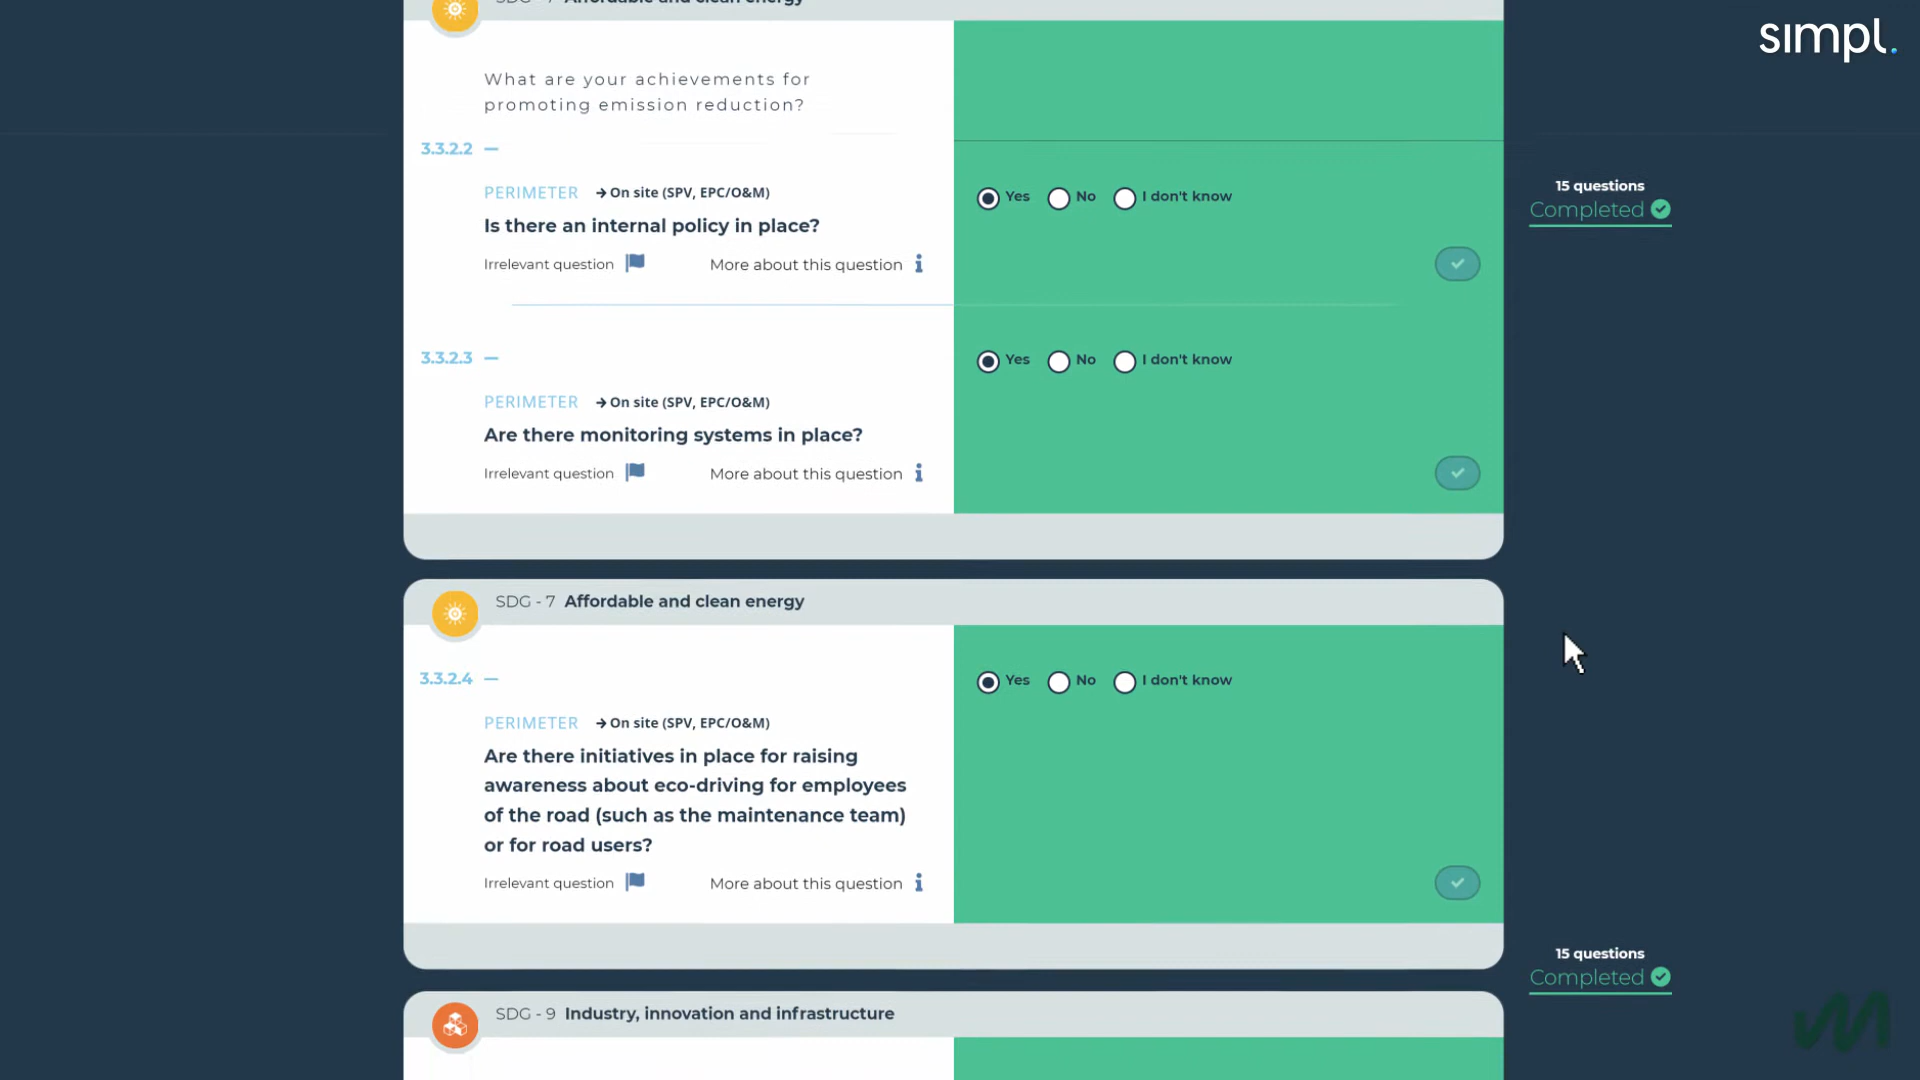 SDG - 7 Affordable and clean energy
simpl.
What are your achievements for
promoting emission reduction?
3.3.2.2 —
PERIMETER → On site (SPV, EPC/O&M)
Yes No I don't know
15 questions
Completed
Is there an internal policy in place?
Irrelevant question More about this question
3.3.2.3 —
Yes No I don't know
PERIMETER → On site (SPV, EPC/O&M)
Are there monitoring systems in place?
Irrelevant question More about this question
SDG - 7 Affordable and clean energy
3.3.2.4 —
Yes No I don't know
PERIMETER → On site (SPV, EPC/O&M)
Are there initiatives in place for raising
awareness about eco-driving for employees
of the road (such as the maintenance team)
or for road users?
Irrelevant question More about this question
15 questions
Completed
SDG - 9 Industry, innovation and infrastructure